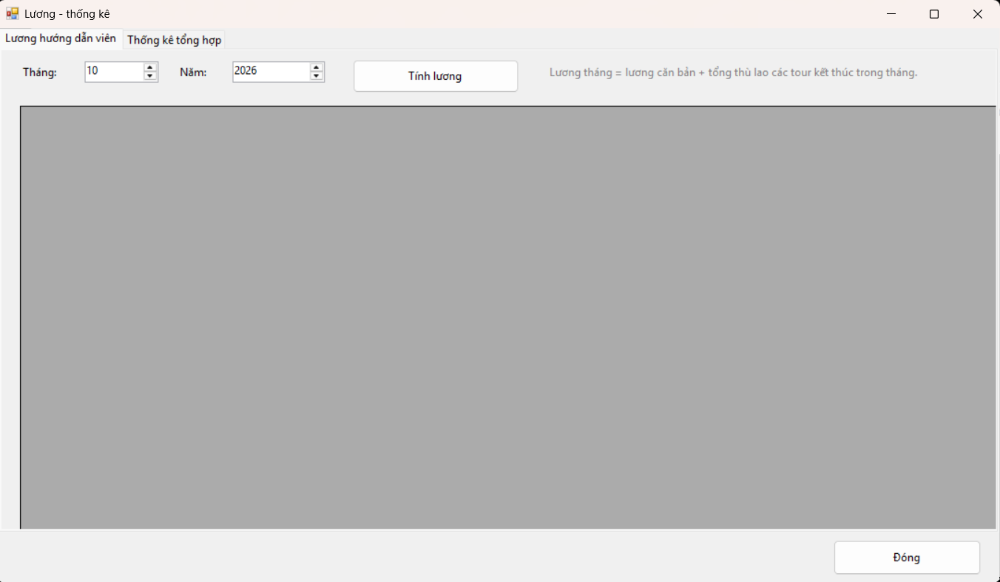 Lương - thống kê
Lương hướng dẫn viên Thống kê tổng hợp
Tháng: 10 Năm: 2026 Tính lương Lương tháng = lương căn bản + tổng thù lao các tour kết thúc trong tháng.
Đóng